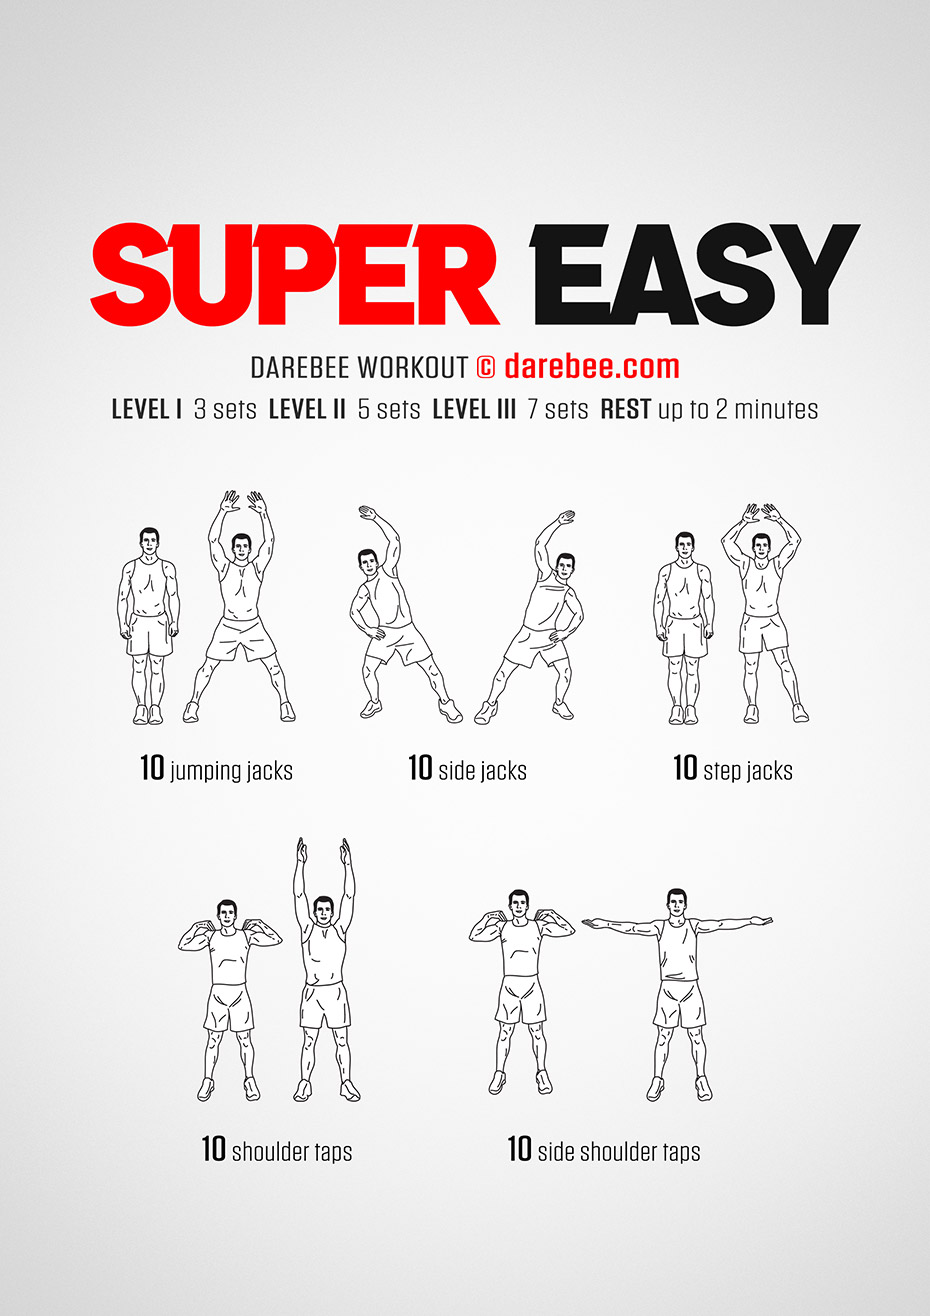 SUPER EASY
DAREBEE WORKOUT © darebee.com
LEVEL I 3 sets LEVEL II 5 sets LEVEL III 7 sets REST up to 2 minutes
10 jumping jacks
10 side jacks
10 step jacks
10 shoulder taps
10 side shoulder taps